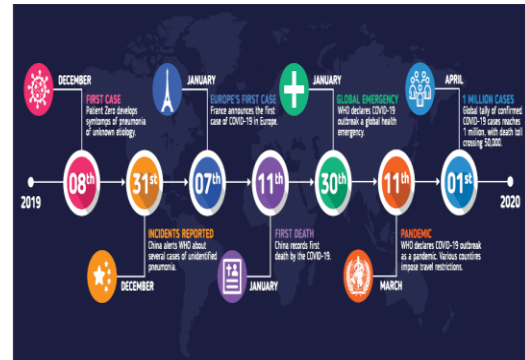 DECEMBER
FIRST CASE
Patient Zero develops
symtomps of pneumonia
of unknown etiology.
JANUARY
EUROPE'S FIRST CASE
France announces the first
case of COVID-19 in Europe.
JANUARY
GLOBAL EMERGENCY
WHO declares COVID-19
outbreak a global health
emergency.
APRIL
1 MILLION CASES
Global tally of confirmed
COVID-19 cases reaches
1 million, with death toll
crossing 50,000.
2019
08th
31st
07th
11th
30th
11th
01st
2020
INCIDENTS REPORTED
China alerts WHO about
several cases of unidentified
pneumonia.
DECEMBER
FIRST DEATH
China records first
death by the COVID-19.
JANUARY
PANDEMIC
WHO declares COVID-19 outbreak
as a pandemic. Various countires
impose travel restrictions.
MARCH